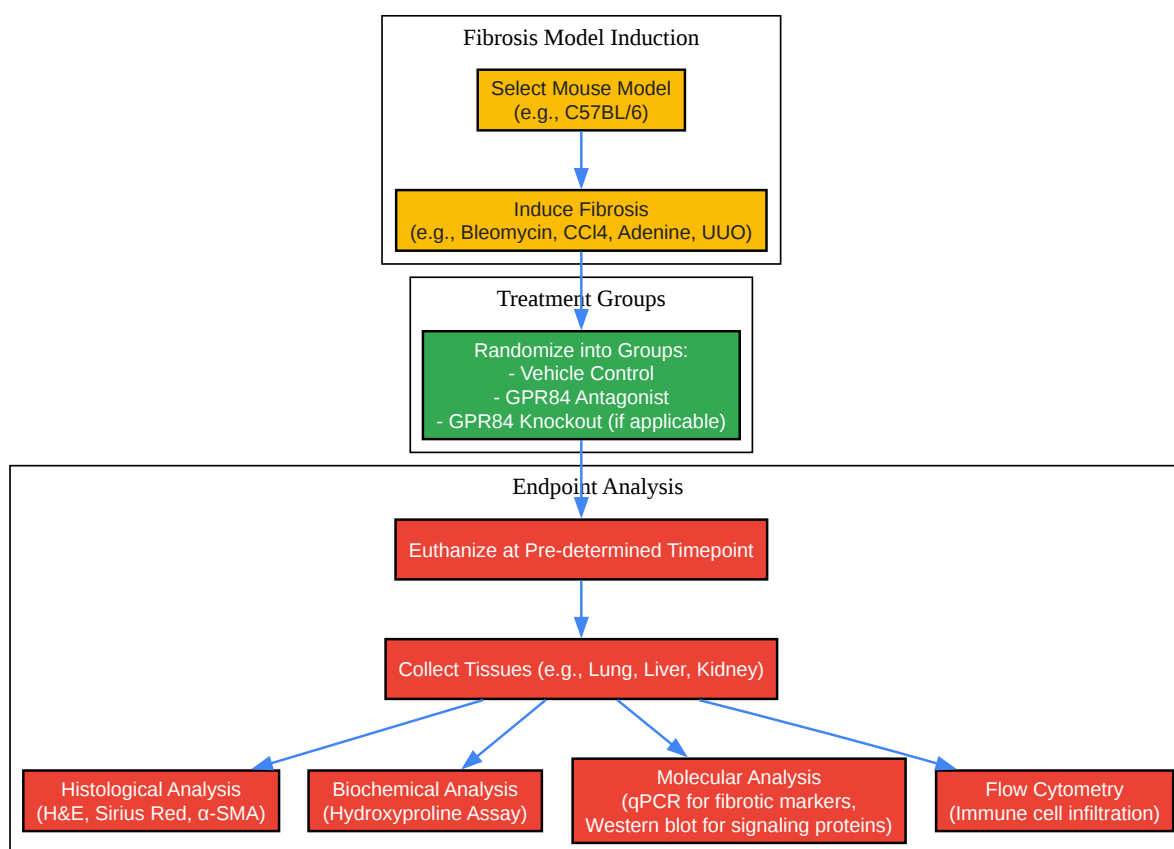 Fibrosis Model Induction
Select Mouse Model
(e.g., C57BL/6)
Induce Fibrosis
(e.g., Bleomycin, CCl4, Adenine, UUO)
Treatment Groups
Randomize into Groups:
- Vehicle Control
- GPR84 Antagonist
- GPR84 Knockout (if applicable)
Endpoint Analysis
Euthanize at Pre-determined Timepoint
Collect Tissues (e.g., Lung, Liver, Kidney)
Histological Analysis
(H&E, Sirius Red, α-SMA)
Biochemical Analysis
(Hydroxyproline Assay)
Molecular Analysis
(qPCR for fibrotic markers,
Western blot for signaling proteins)
Flow Cytometry
(Immune cell infiltration)